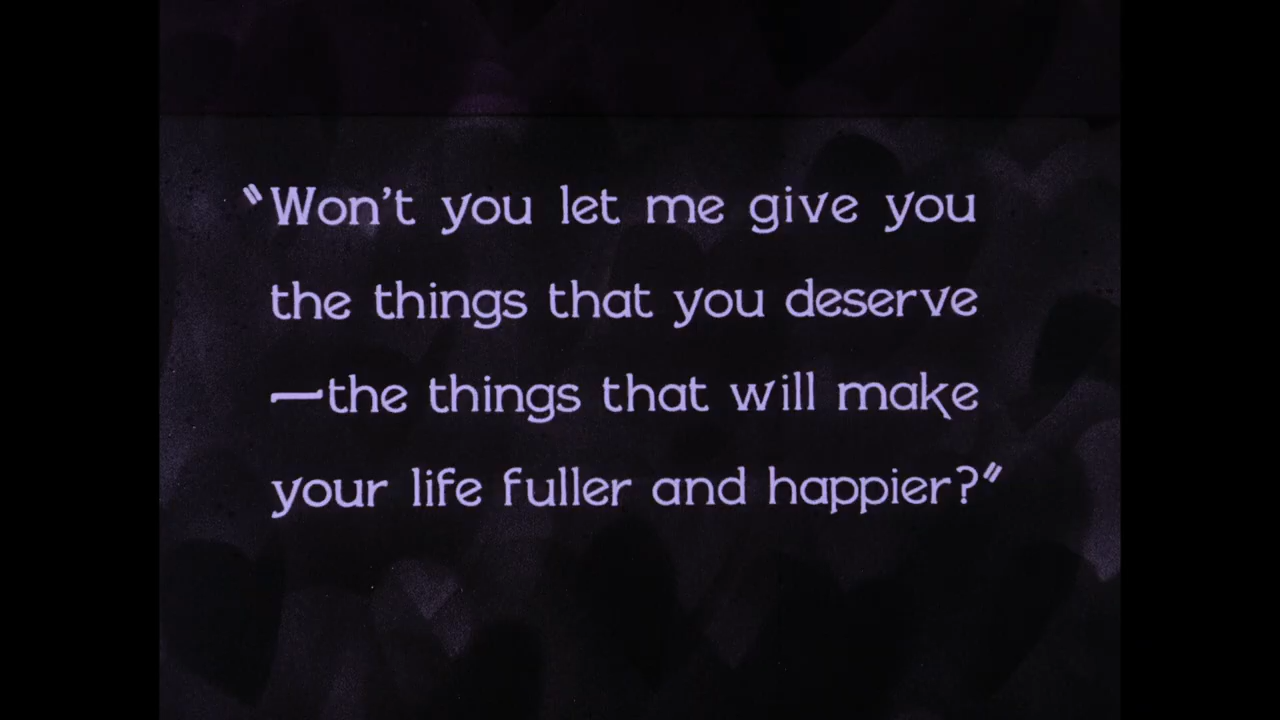 "Won't you let me give you
the things that you deserve
—the things that will make
your life fuller and happier?"